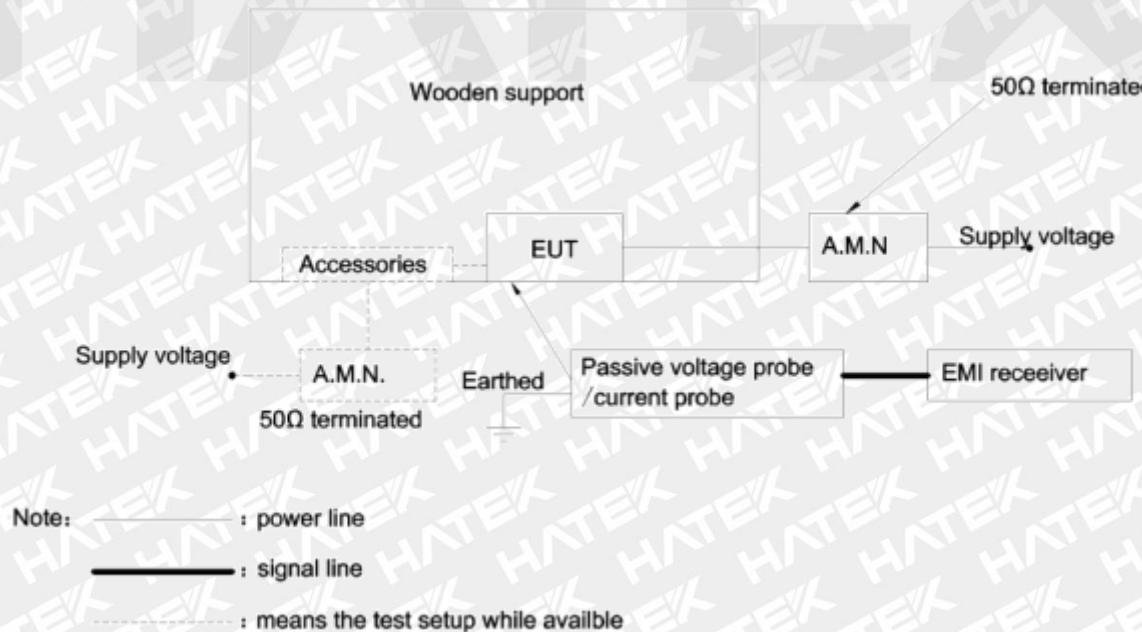 Wooden support
50Ω terminated
EUT
A.M.N
Supply voltage
Accessories
Supply voltage
A.M.N.
50Ω terminated
Earthed
Passive voltage probe
/current probe
EMI receeiver
Note:
: power line
: signal line
: means the test setup while availble
HATEK